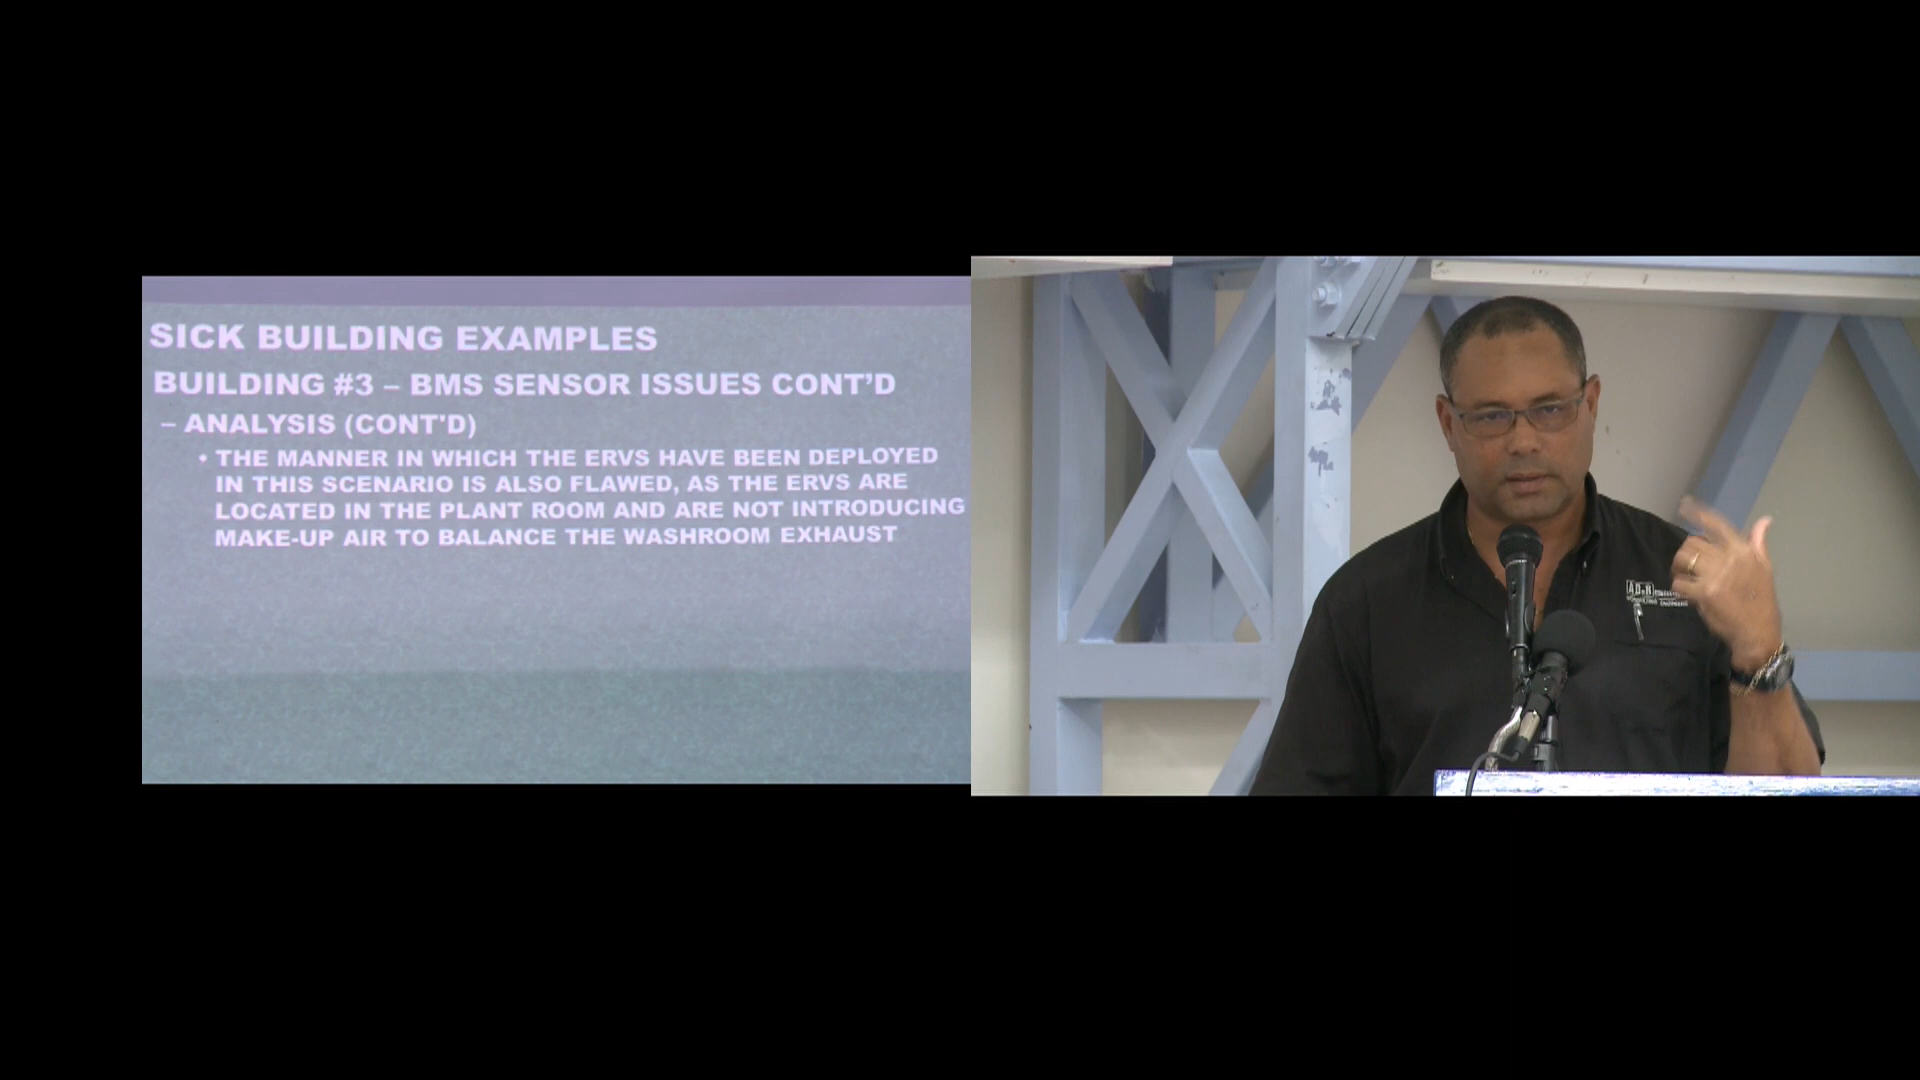 SICK BUILDING EXAMPLES
BUILDING #3 – BMS SENSOR ISSUES CONT'D
– ANALYSIS (CONT'D)
• THE MANNER IN WHICH THE ERVS HAVE BEEN DEPLOYED
IN THIS SCENARIO IS ALSO FLAWED, AS THE ERVS ARE
LOCATED IN THE PLANT ROOM AND ARE NOT INTRODUCING
MAKE-UP AIR TO BALANCE THE WASHROOM EXHAUST